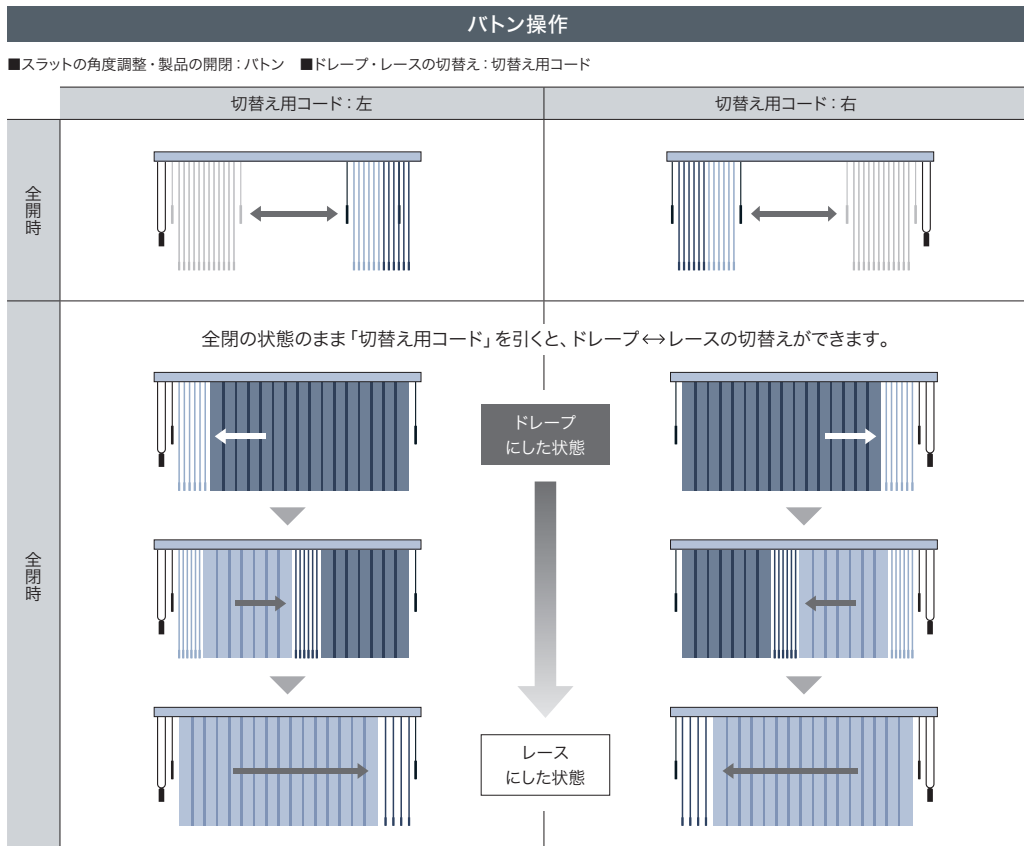 バトン操作
■スラットの角度調整・製品の開閉：バトン　■ドレープ・レースの切替え：切替え用コード
切替え用コード：左
切替え用コード：右
全開時
全閉の状態のまま「切替え用コード」を引くと、ドレープ↔レースの切替えができます。
ドレープ
にした状態
全閉時
レース
にした状態